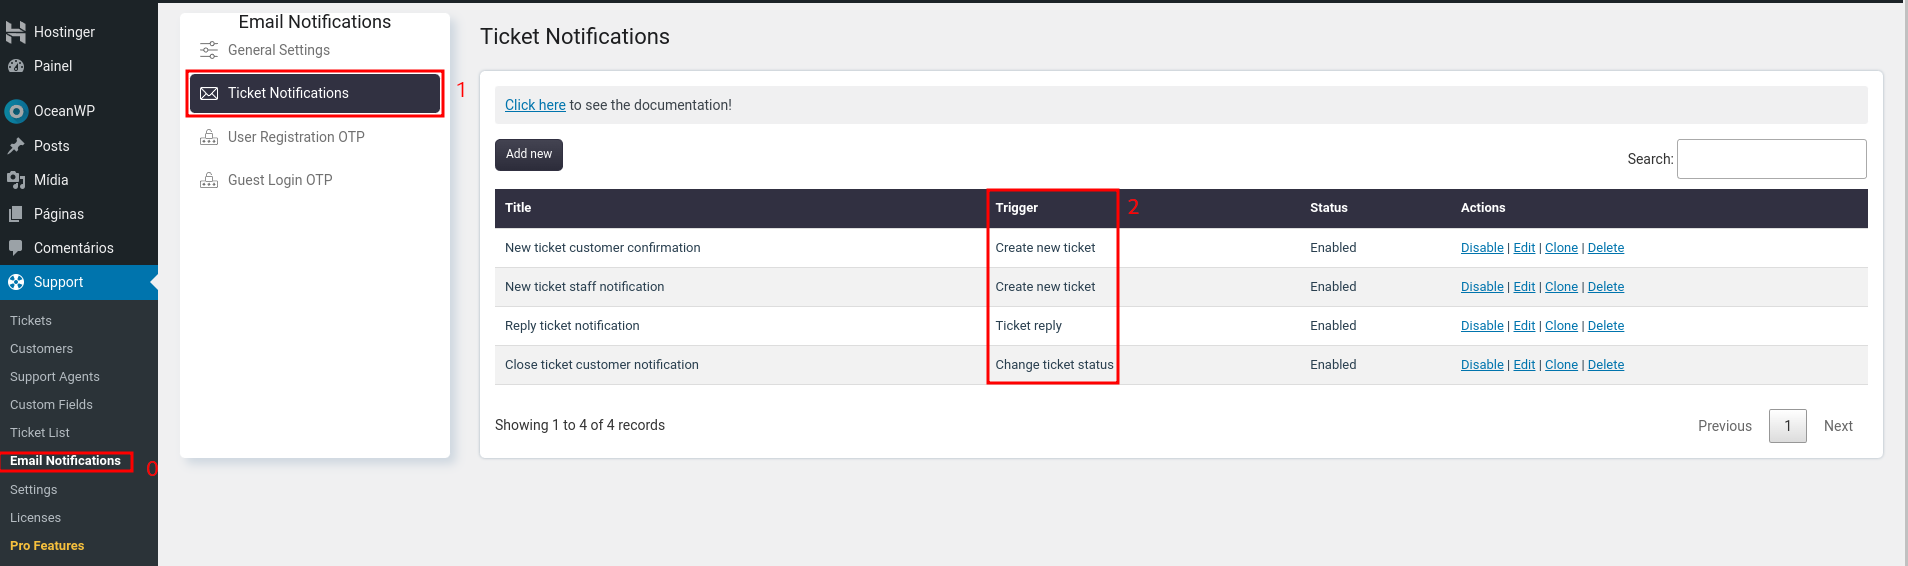 Hostinger
Painel
OceanWP
Posts
Mídia
Páginas
Comentários
Support
Tickets
Customers
Support Agents
Custom Fields
Ticket List
Email Notifications 0
Settings
Licenses
Pro Features
Email Notifications
General Settings
Ticket Notifications 1
User Registration OTP
Guest Login OTP
Ticket Notifications
Click here to see the documentation!
Add new
Search:
Title Trigger 2 Status Actions
New ticket customer confirmation Create new ticket Enabled Disable | Edit | Clone | Delete
New ticket staff notification Create new ticket Enabled Disable | Edit | Clone | Delete
Reply ticket notification Ticket reply Enabled Disable | Edit | Clone | Delete
Close ticket customer notification Change ticket status Enabled Disable | Edit | Clone | Delete
Showing 1 to 4 of 4 records
Previous 1 Next